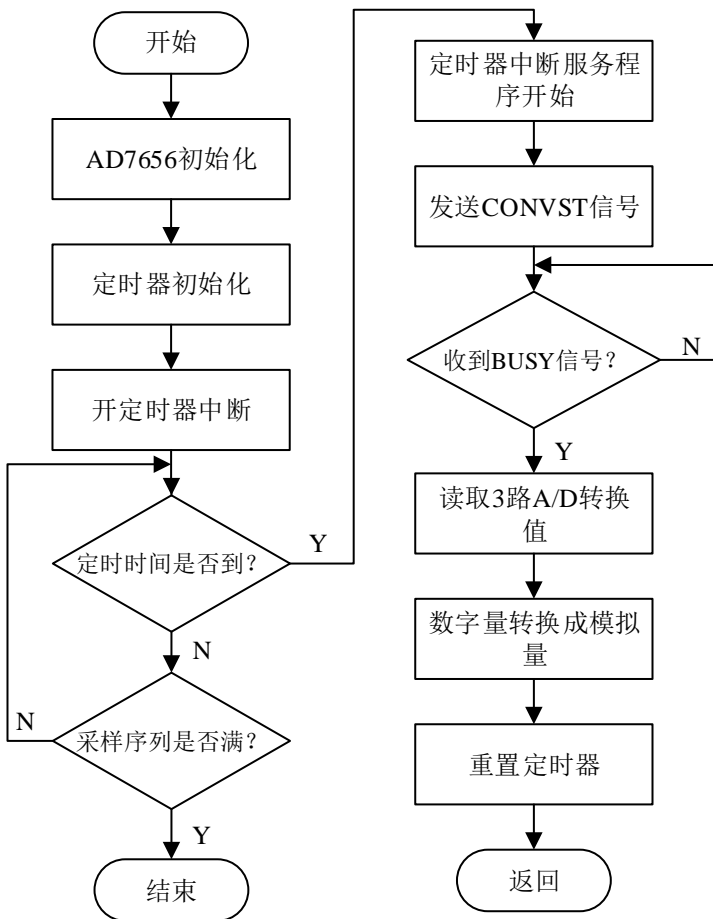 开始
AD7656初始化
定时器初始化
开定时器中断
定时时间是否到？
Y
N
采样序列是否满？
N
Y
结束
定时器中断服务程
序开始
发送CONVST信号
收到BUSY信号？
N
Y
读取3路A/D转换
值
数字量转换成模拟
量
重置定时器
返回